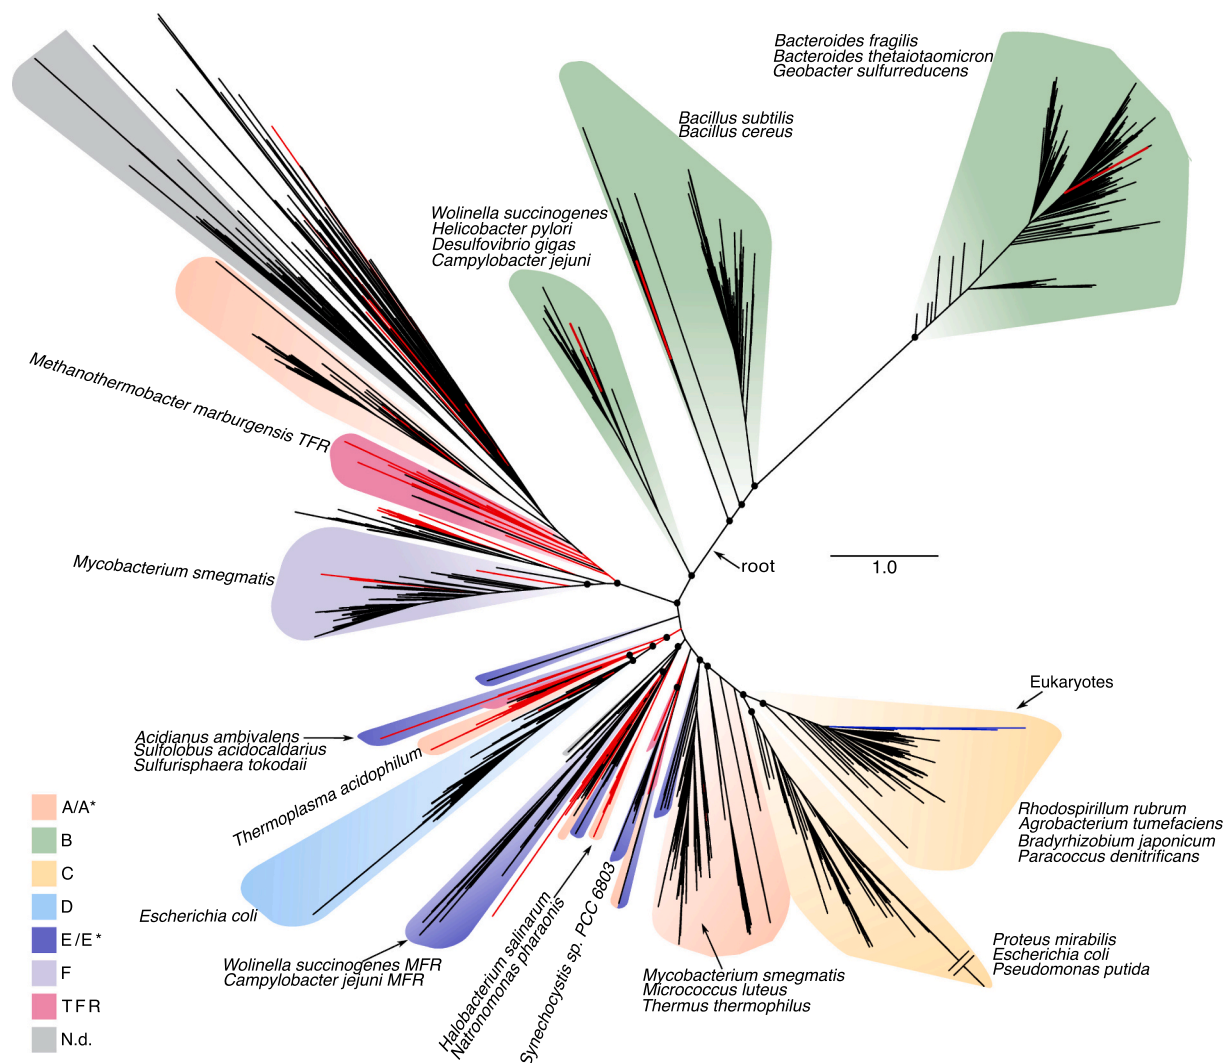 Bacteroides fragilis
Bacteroides thetaiotaomicron
Geobacter sulfurreducens
Bacillus subtilis
Bacillus cereus
Wolinella succinogenes
Helicobacter pylori
Desulfovibrio gigas
Campylobacter jejuni
Methanothermobacter marburgensis TFR
Mycobacterium smegmatis
root
1.0
Eukaryotes
Acidianus ambivalens
Sulfolobus acidocaldarius
Sulfurisphaera tokodaii
Thermoplasma acidophilum
Escherichia coli
Wolinella succinogenes MFR
Campylobacter jejuni MFR
Halobacterium salinarum
Natronomonas pharaonis
Synechocystis sp. PCC 6803
Mycobacterium smegmatis
Micrococcus luteus
Thermus thermophilus
Rhodospirillum rubrum
Agrobacterium tumefaciens
Bradyrhizobium japonicum
Paracoccus denitrificans
Proteus mirabilis
Escherichia coli
Pseudomonas putida
A/A*
B
C
D
E/E*
F
TFR
N.d.